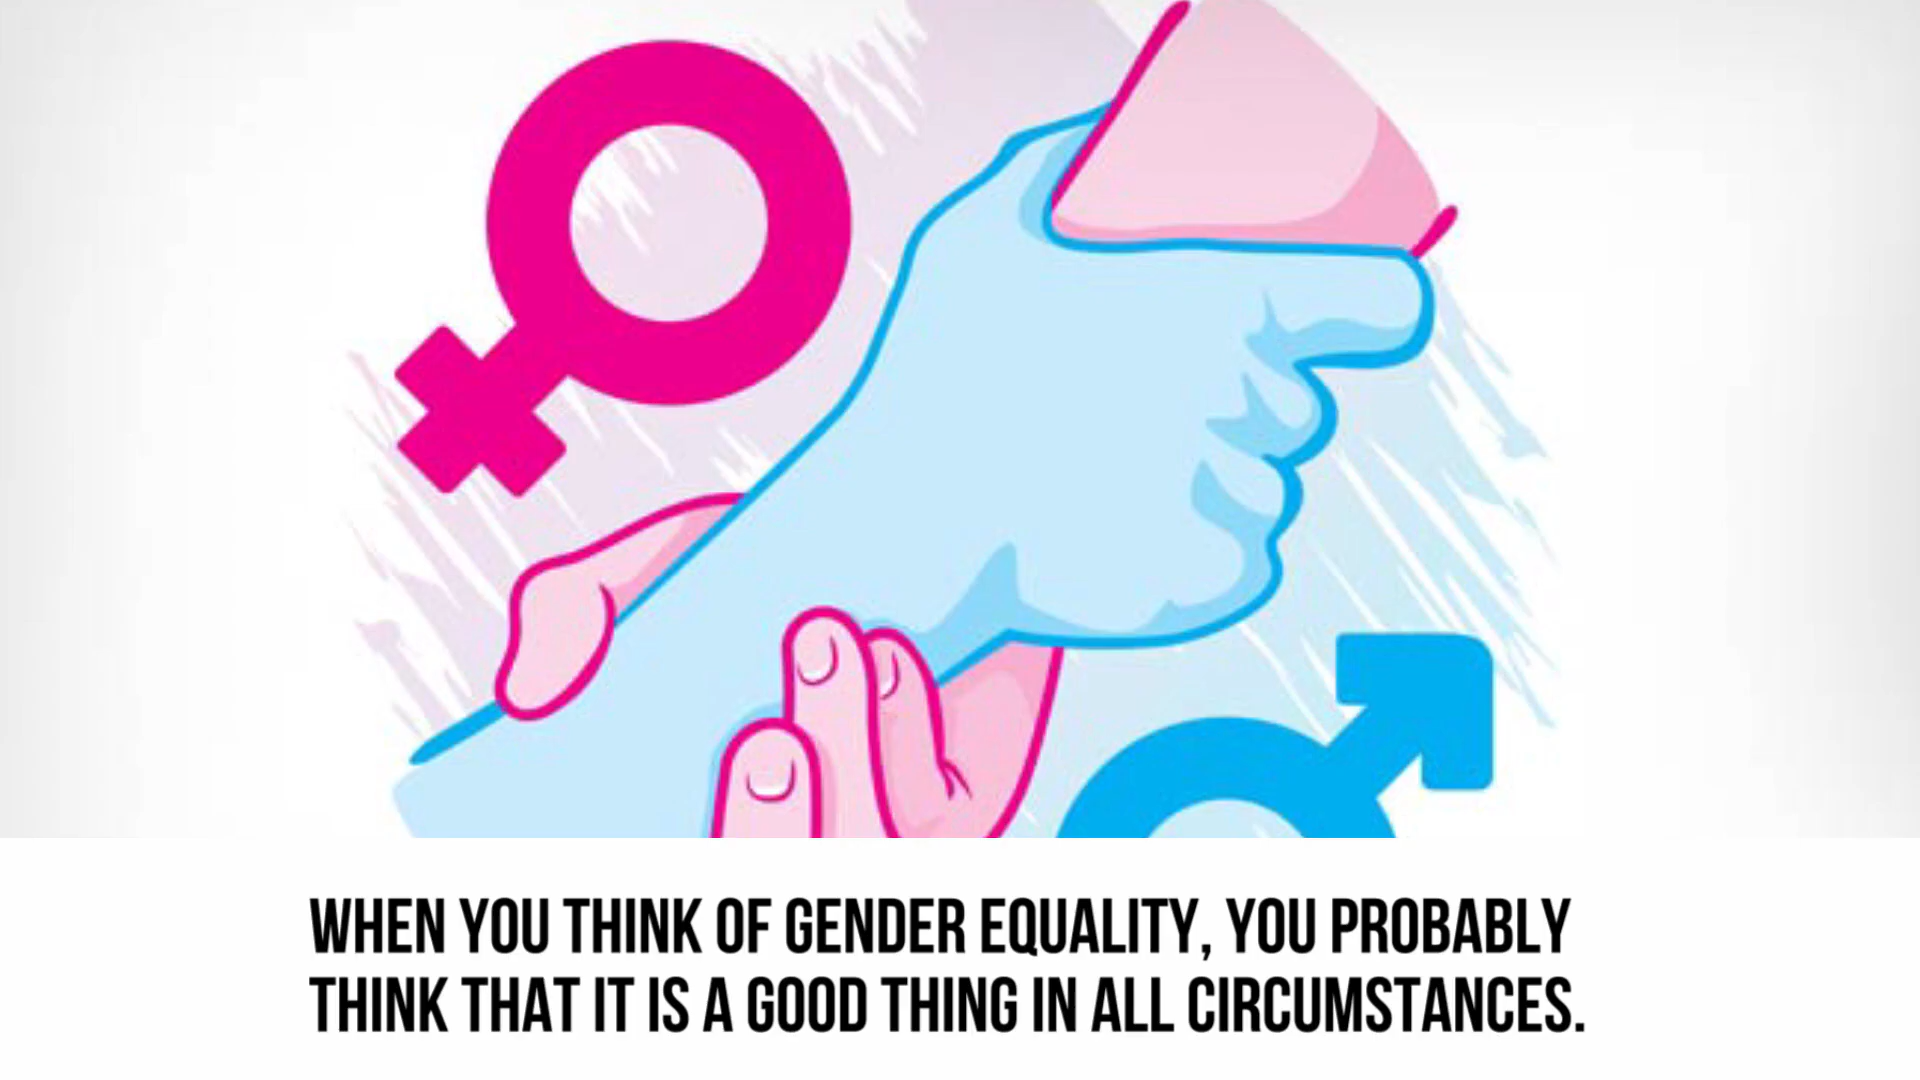 WHEN YOU THINK OF GENDER EQUALITY, YOU PROBABLY
THINK THAT IT IS A GOOD THING IN ALL CIRCUMSTANCES.